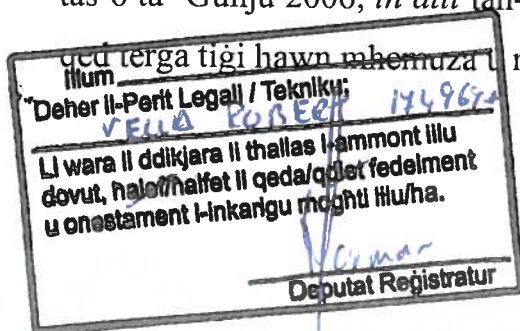 tas-6 ta' Ġunju 2006, in atti
qed terġa tiġi hawn mhemuża
Illum
Deher il-Perit Legali / Tekniku;
VELLA ROBERT
Li wara li ddikjara li thallas l-ammont lilu
dovut, ħalef/ħalfet li qeda/qdiet fedelment
u onestament l-inkarigu mogħti lilu/ha.
Deputat Reġistratur